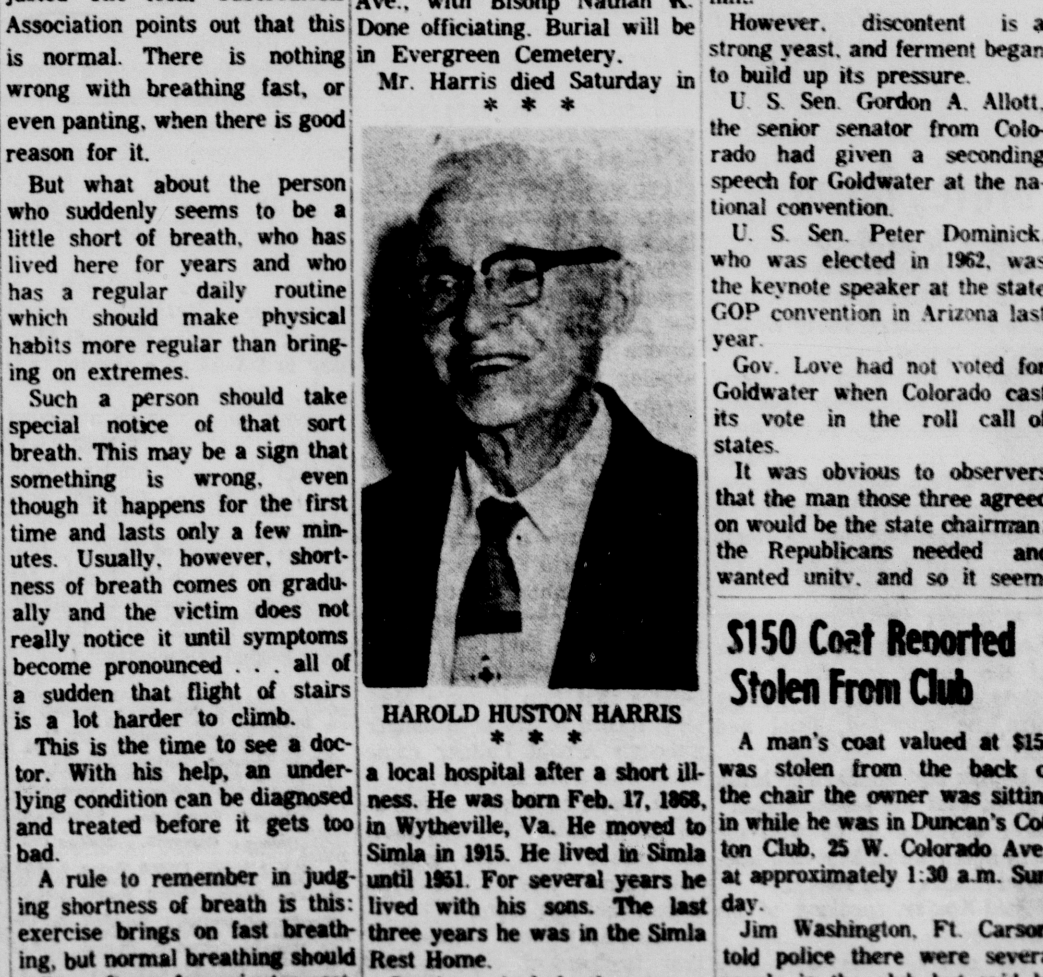 Association points out that this
is normal. There is nothing
wrong with breathing fast, or
even panting, when there is good
reason for it.
But what about the person
who suddenly seems to be a
little short of breath, who has
lived here for years and who
has a regular daily routine
which should make physical
habits more regular than bring-
ing on extremes.
Such a person should take
special notice of that sort
breath. This may be a sign that
something is wrong, even
though it happens for the first
time and lasts only a few min-
utes. Usually, however, short-
ness of breath comes on gradu-
ally and the victim does not
really notice it until symptoms
become pronounced . . . all of
a sudden that flight of stairs
is a lot harder to climb.
This is the time to see a doc-
tor. With his help, an under-
lying condition can be diagnosed
and treated before it gets too
bad.
A rule to remember in judg-
ing shortness of breath is this:
exercise brings on fast breath-
ing, but normal breathing should
Ave., with Bishop Nathan K.
Done officiating. Burial will be
in Evergreen Cemetery.
Mr. Harris died Saturday in
* * *
HAROLD HUSTON HARRIS
* * *
a local hospital after a short ill-
ness. He was born Feb. 17, 1868,
in Wytheville, Va. He moved to
Simla in 1915. He lived in Simla
until 1951. For several years he
lived with his sons. The last
three years he was in the Simla
Rest Home.
However, discontent is a
strong yeast, and ferment began
to build up its pressure.
U. S. Sen. Gordon A. Allott,
the senior senator from Colo-
rado had given a seconding
speech for Goldwater at the na-
tional convention.
U. S. Sen. Peter Dominick,
who was elected in 1962, was
the keynote speaker at the state
GOP convention in Arizona last
year.
Gov. Love had not voted for
Goldwater when Colorado cast
its vote in the roll call of
states.
It was obvious to observers
that the man those three agreed
on would be the state chairman;
the Republicans needed and
wanted unity, and so it seem
$150 Coat Reported
Stolen From Club
A man's coat valued at $15
was stolen from the back
the chair the owner was sittin
in while he was in Duncan's Cot
ton Club, 25 W. Colorado Ave
at approximately 1:30 a.m. Sun
day.
Jim Washington, Ft. Carson
told police there were severa